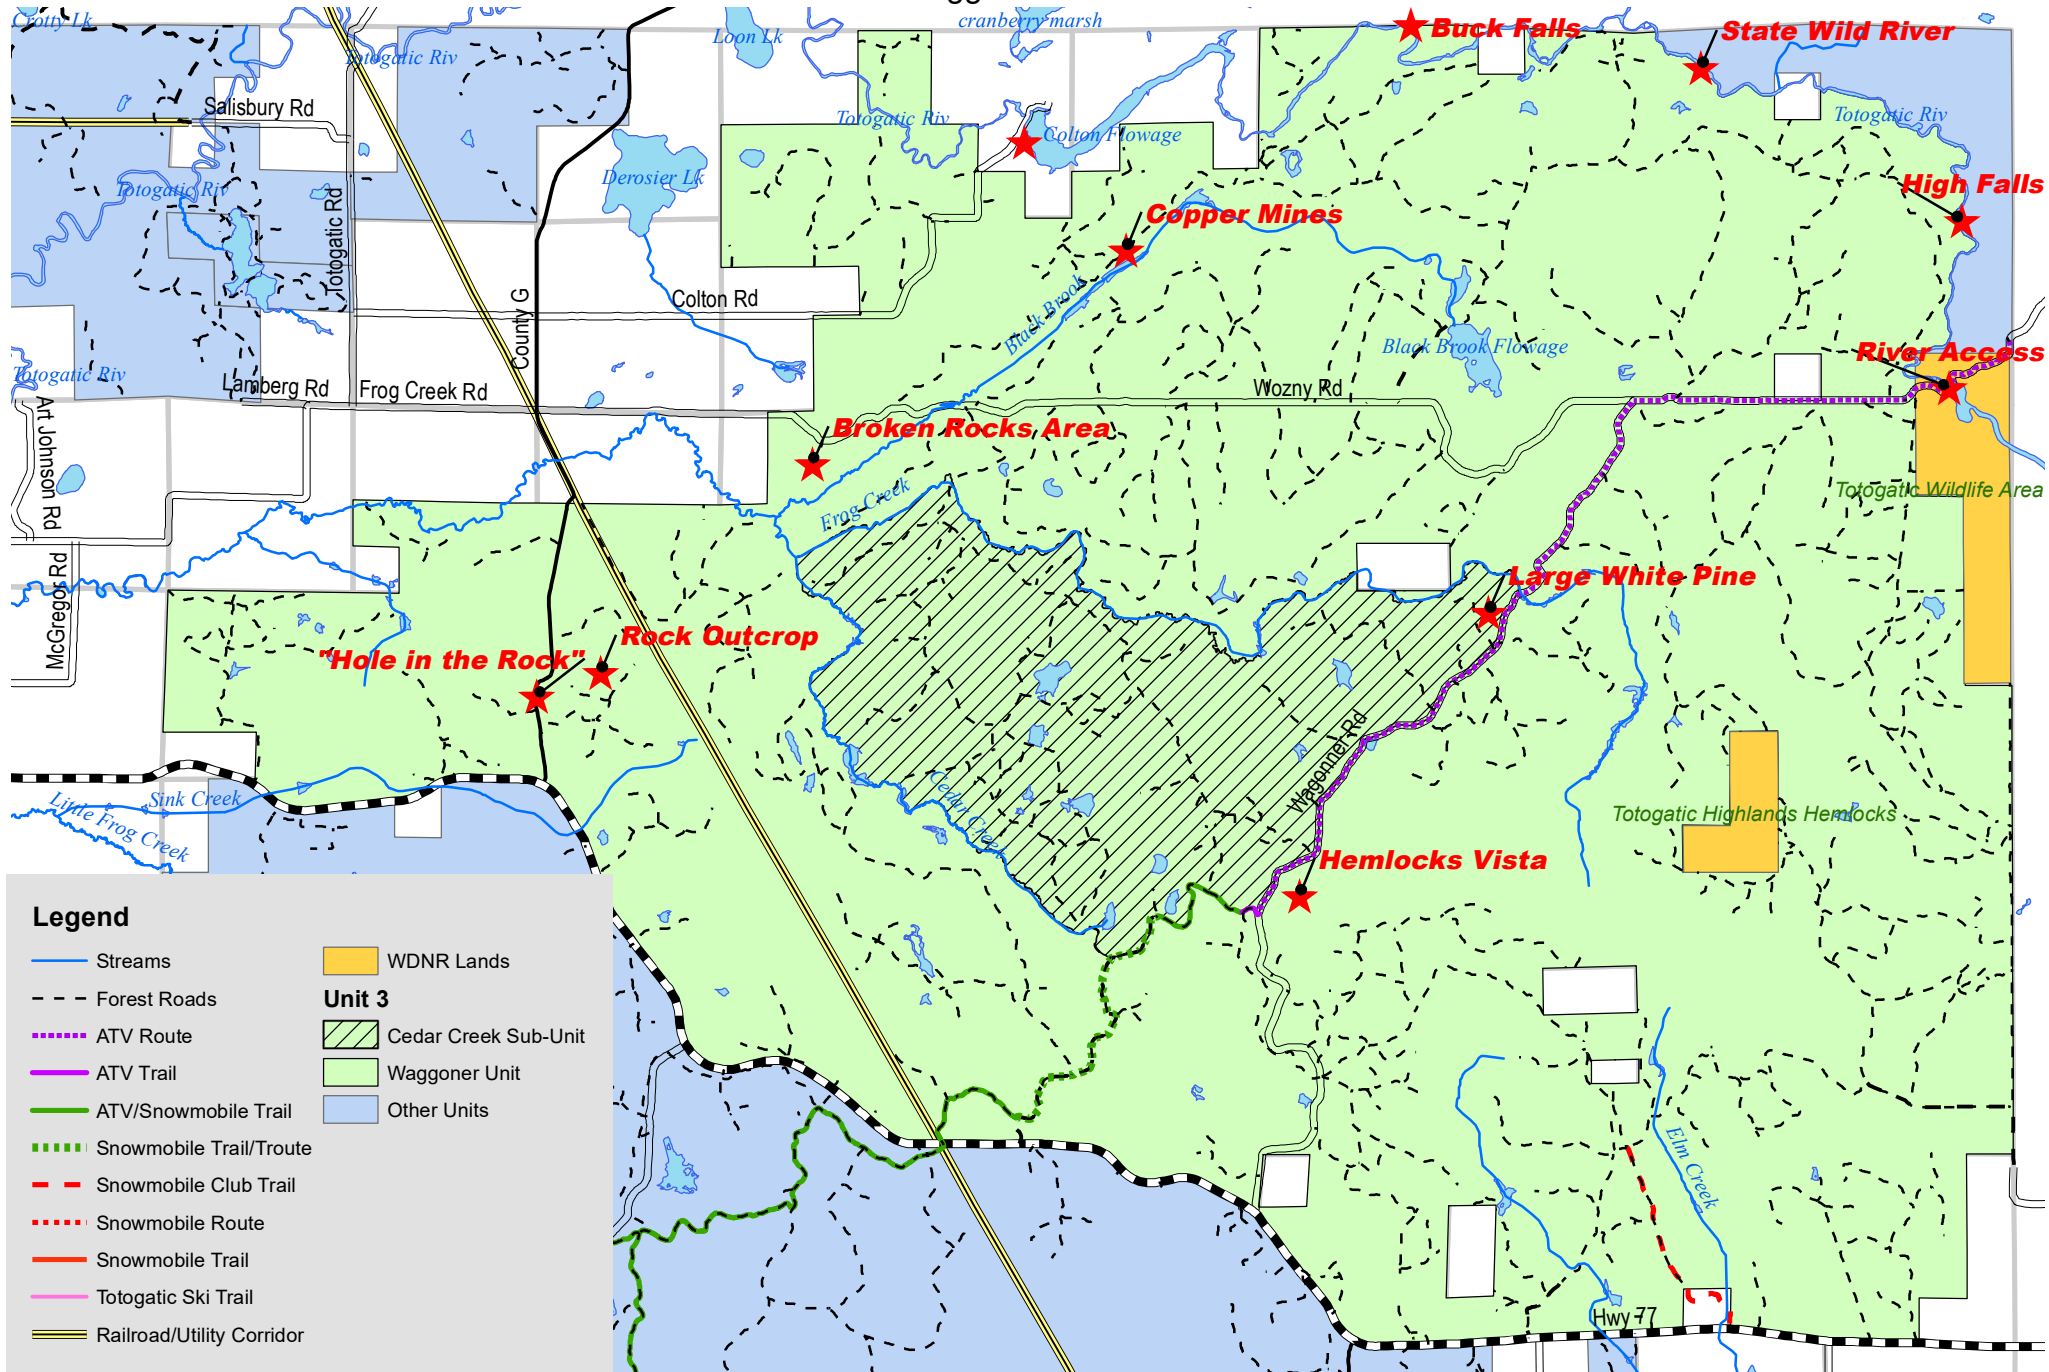 Crotty Lk
Totogatic Riv
Loon Lk
cranberry marsh
Buck Falls
State Wild River
Salisbury Rd
Totogatic Riv
Colton Flowage
Totogatic Riv
Totogatic Riv
Derosier Lk
High Falls
Totogatic Rd
Copper Mines
County G
Colton Rd
Black Brook
Black Brook Flowage
River Access
Totogatic Riv
Lamberg Rd
Frog Creek Rd
Wozny Rd
Art Johnson Rd
Broken Rocks Area
Frog Creek
Totogatic Wildlife Area
McGregor Rd
Large White Pine
Rock Outcrop
"Hole in the Rock"
Wagonner Rd
Sink Creek
Little Frog Creek
Cedar Creek
Totogatic Highlands Hemlocks
Hemlocks Vista
Elm Creek
Hwy 77
Legend
Streams
Forest Roads
ATV Route
ATV Trail
ATV/Snowmobile Trail
Snowmobile Trail/Troute
Snowmobile Club Trail
Snowmobile Route
Snowmobile Trail
Totogatic Ski Trail
Railroad/Utility Corridor
WDNR Lands
Unit 3
Cedar Creek Sub-Unit
Waggoner Unit
Other Units